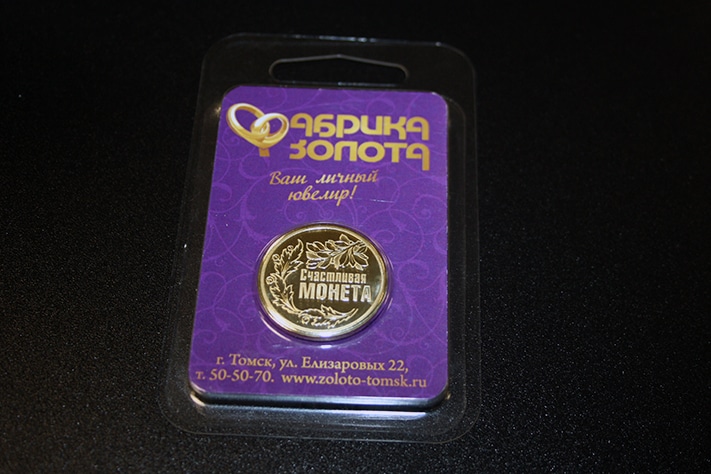 ФАБРИКА
ЗОЛОТА
Ваш личный
ювелир!
Счастливая
МОНЕТА
г. Томск, ул. Елизаровых 22,
т. 50-50-70. www.zoloto-tomsk.ru